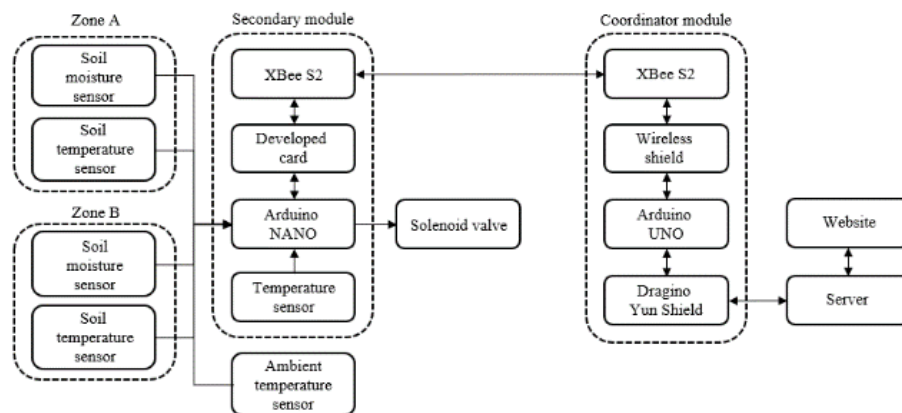 Zone A
Soil
moisture
sensor
Soil
temperature
sensor
Zone B
Soil
moisture
sensor
Soil
temperature
sensor
Secondary module
XBee S2
Developed
card
Arduino
NANO
Temperature
sensor
Ambient
temperature
sensor
Solenoid valve
Coordinator module
XBee S2
Wireless
shield
Arduino
UNO
Dragino
Yun Shield
Website
Server